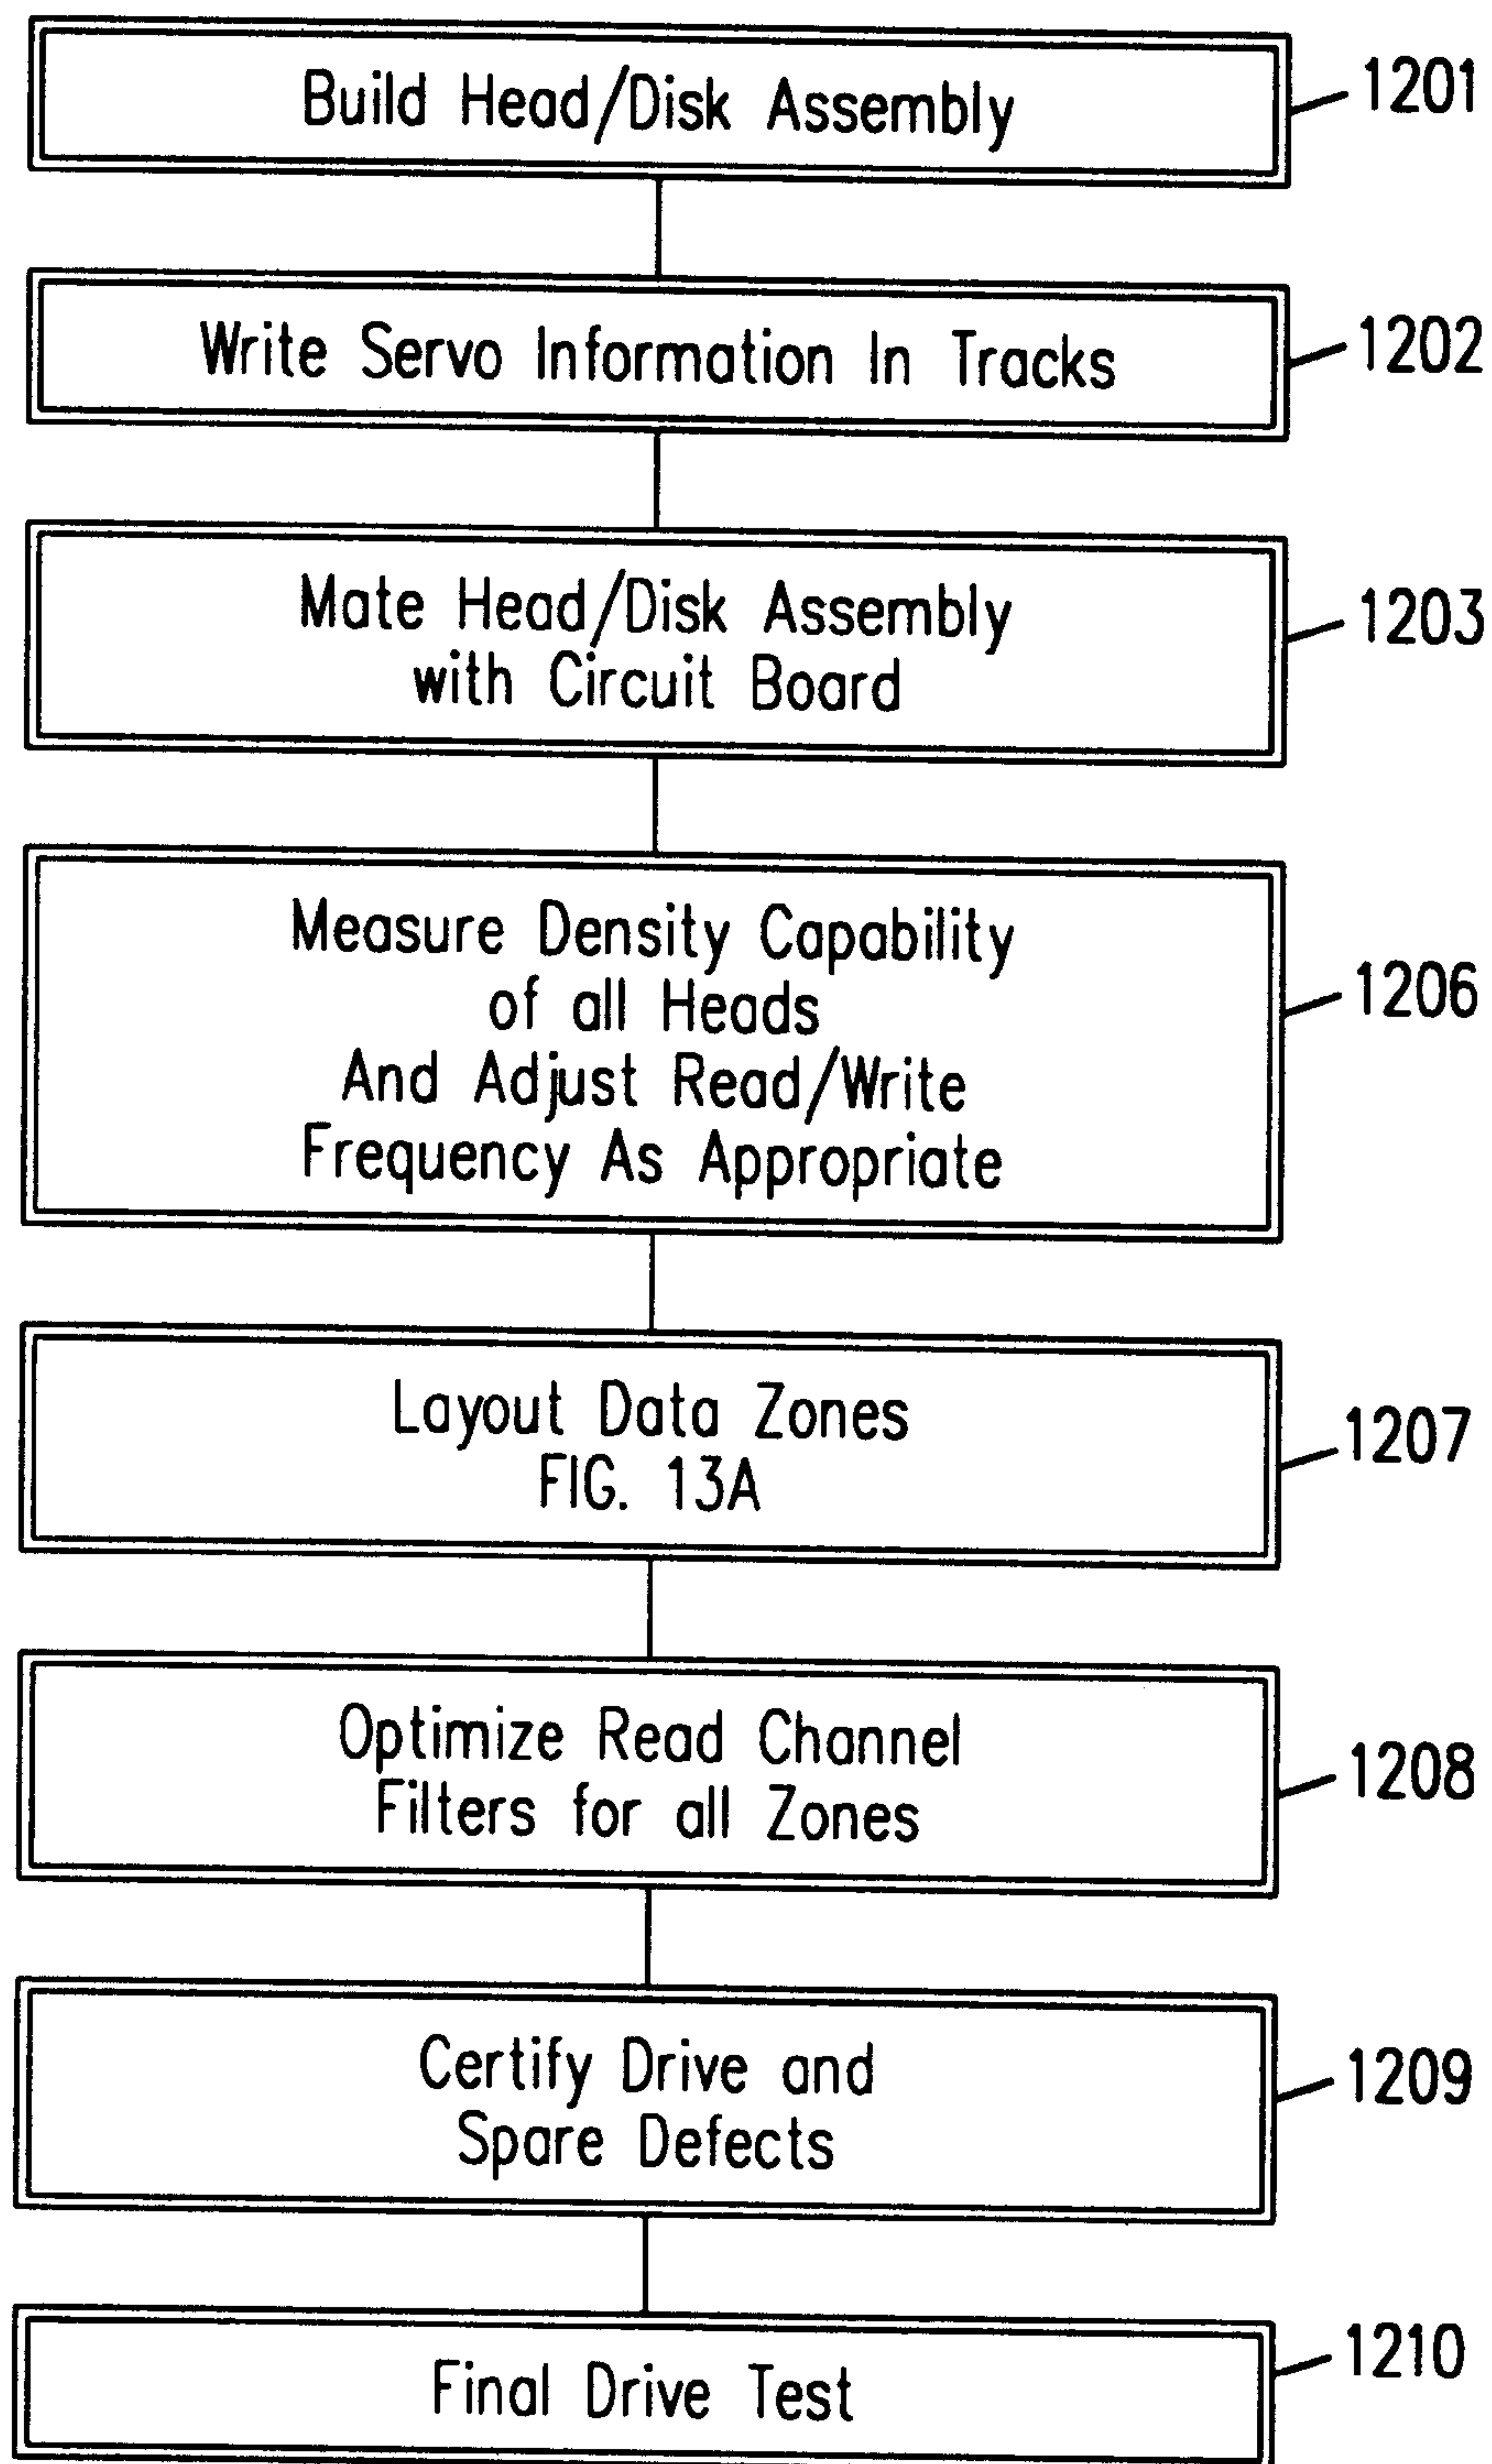 Build Head/Disk Assembly
1201
Write Servo Information In Tracks
1202
Mate Head/Disk Assembly
with Circuit Board
1203
Measure Density Capability
of all Heads
And Adjust Read/Write
Frequency As Appropriate
1206
Layout Data Zones
FIG. 13A
1207
Optimize Read Channel
Filters for all Zones
1208
Certify Drive and
Spare Defects
1209
Final Drive Test
1210